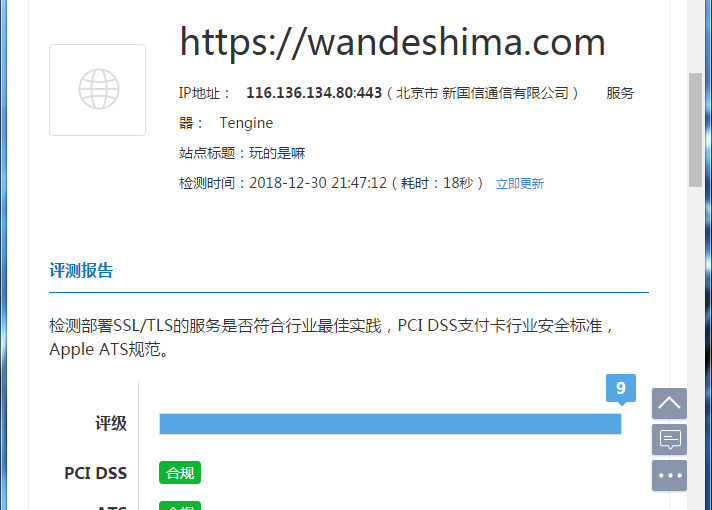 https://wandeshima.com
IP地址： 116.136.134.80:443 ( 北京市 新国信通信有限公司 ) 服务
器： Tengine
站点标题：玩的是嘛
检测时间：2018-12-30 21:47:12 ( 耗时：18秒 ) 立即更新
评测报告
检测部署SSL/TLS的服务是否符合行业最佳实践，PCI DSS支付卡行业安全标准，
Apple ATS规范。
9
评级
PCI DSS 合规
ATS 合规